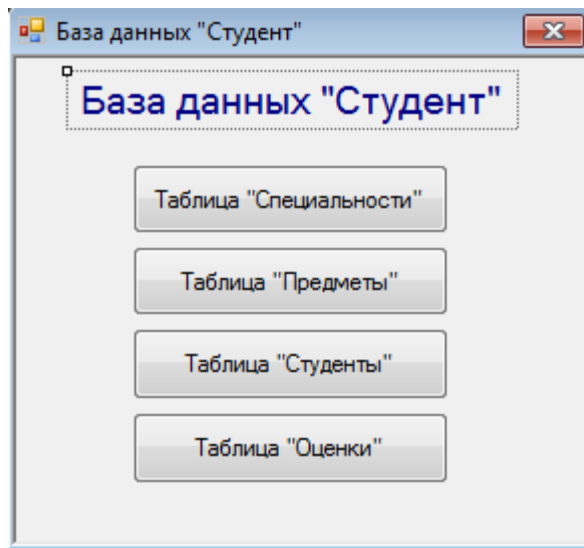 База данных "Студент"
База данных "Студент"
Таблица "Специальности"
Таблица "Предметы"
Таблица "Студенты"
Таблица "Оценки"